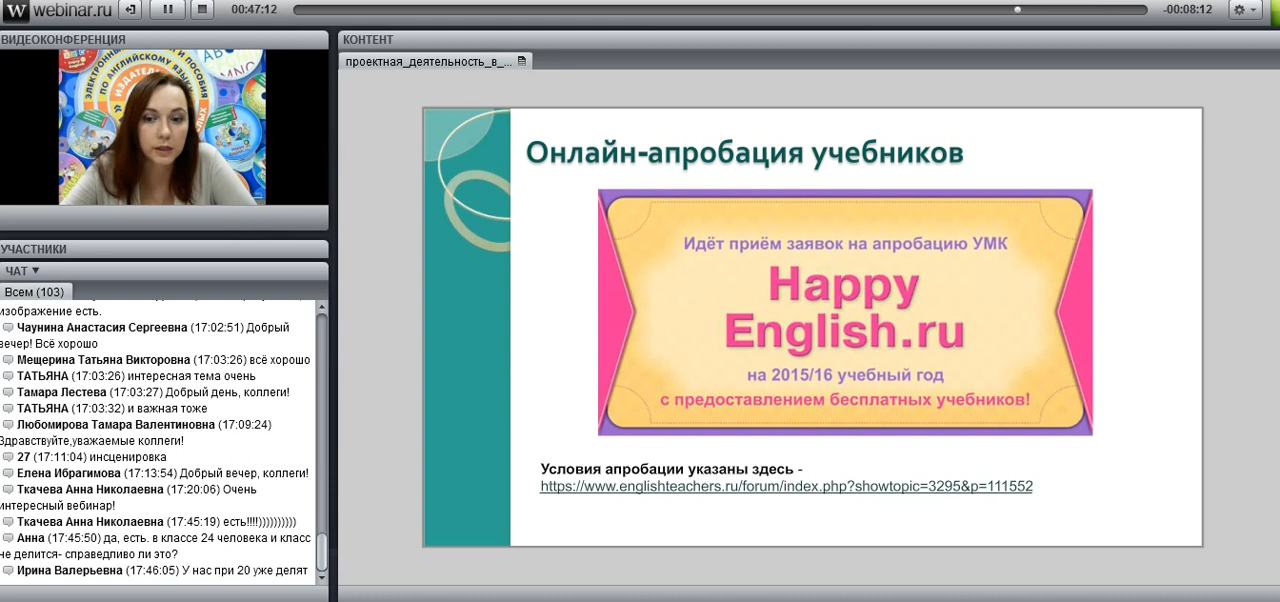 W webinar.ru 00:47:12 -00:08:12
ВИДЕОКОНФЕРЕНЦИЯ
ЭЛЕКТРОННЫЕ
И ПОСОБИЯ
ПО АНГЛИЙСКОМУ ЯЗЫКУ
УЧАСТНИКИ
ЧАТ
Всем (103)
изображение есть.
Чаунина Анастасия Сергеевна (17:02:51) Добрый
вечер! Всё хорошо
Мещерина Татьяна Викторовна (17:03:26) всё хорошо
ТАТЬЯНА (17:03:26) интересная тема очень
Тамара Лестева (17:03:27) Добрый день, коллеги!
ТАТЬЯНА (17:03:32) и важная тоже
Любомирова Тамара Валентиновна (17:09:24)
Здравствуйте,уважаемые коллеги!
27 (17:11:04) инсценировка
Елена Ибрагимова (17:13:54) Добрый вечер, коллеги!
Ткачева Анна Николаевна (17:20:06) Очень
интересный вебинар!
Ткачева Анна Николаевна (17:45:19) есть!!!!))))))))))
Анна (17:45:50) да, есть. в классе 24 человека и класс
не делится- справедливо ли это?
Ирина Валерьевна (17:46:05) У нас при 20 уже делят
КОНТЕНТ
проектная_деятельность_в_...
Онлайн-апробация учебников
Идёт приём заявок на апробацию УМК
Happy
English.ru
на 2015/16 учебный год
с предоставлением бесплатных учебников!
Условия апробации указаны здесь -
https://www.englishteachers.ru/forum/index.php?showtopic=3295&p=111552